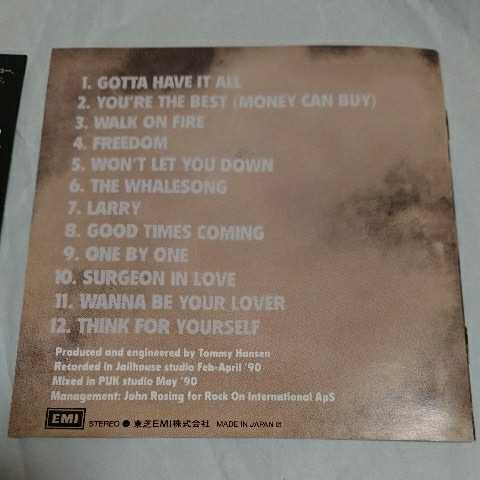 1. GOTTA HAVE IT ALL
2. YOU'RE THE BEST (MONEY CAN BUY)
3. WALK ON FIRE
4. FREEDOM
5. WON'T LET YOU DOWN
6. THE WHALESONG
7. LARRY
8. GOOD TIMES COMING
9. ONE BY ONE
10. SURGEON IN LOVE
11. WANNA BE YOUR LOVER
12. THINK FOR YOURSELF
Produced and engineered by Tommy Hansen
Recorded in Jailhouse studio Feb-April '90
Mixed in PUK studio May '90
Management: John Rosing for Rock On International ApS
EMI STEREO ● 東芝EMI株式会社 MADE IN JAPAN